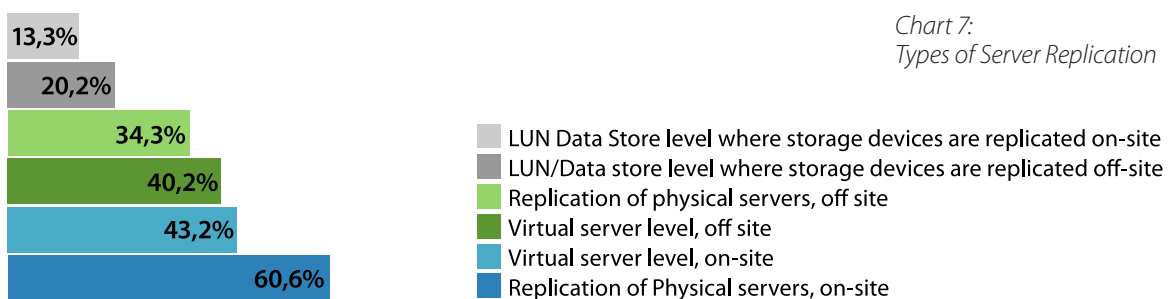 Chart 7:
Types of Server Replication
13,3%
20,2%
34,3%
40,2%
43,2%
60,6%
LUN Data Store level where storage devices are replicated on-site
LUN/Data store level where storage devices are replicated off-site
Replication of physical servers, off site
Virtual server level, off site
Virtual server level, on-site
Replication of Physical servers, on-site